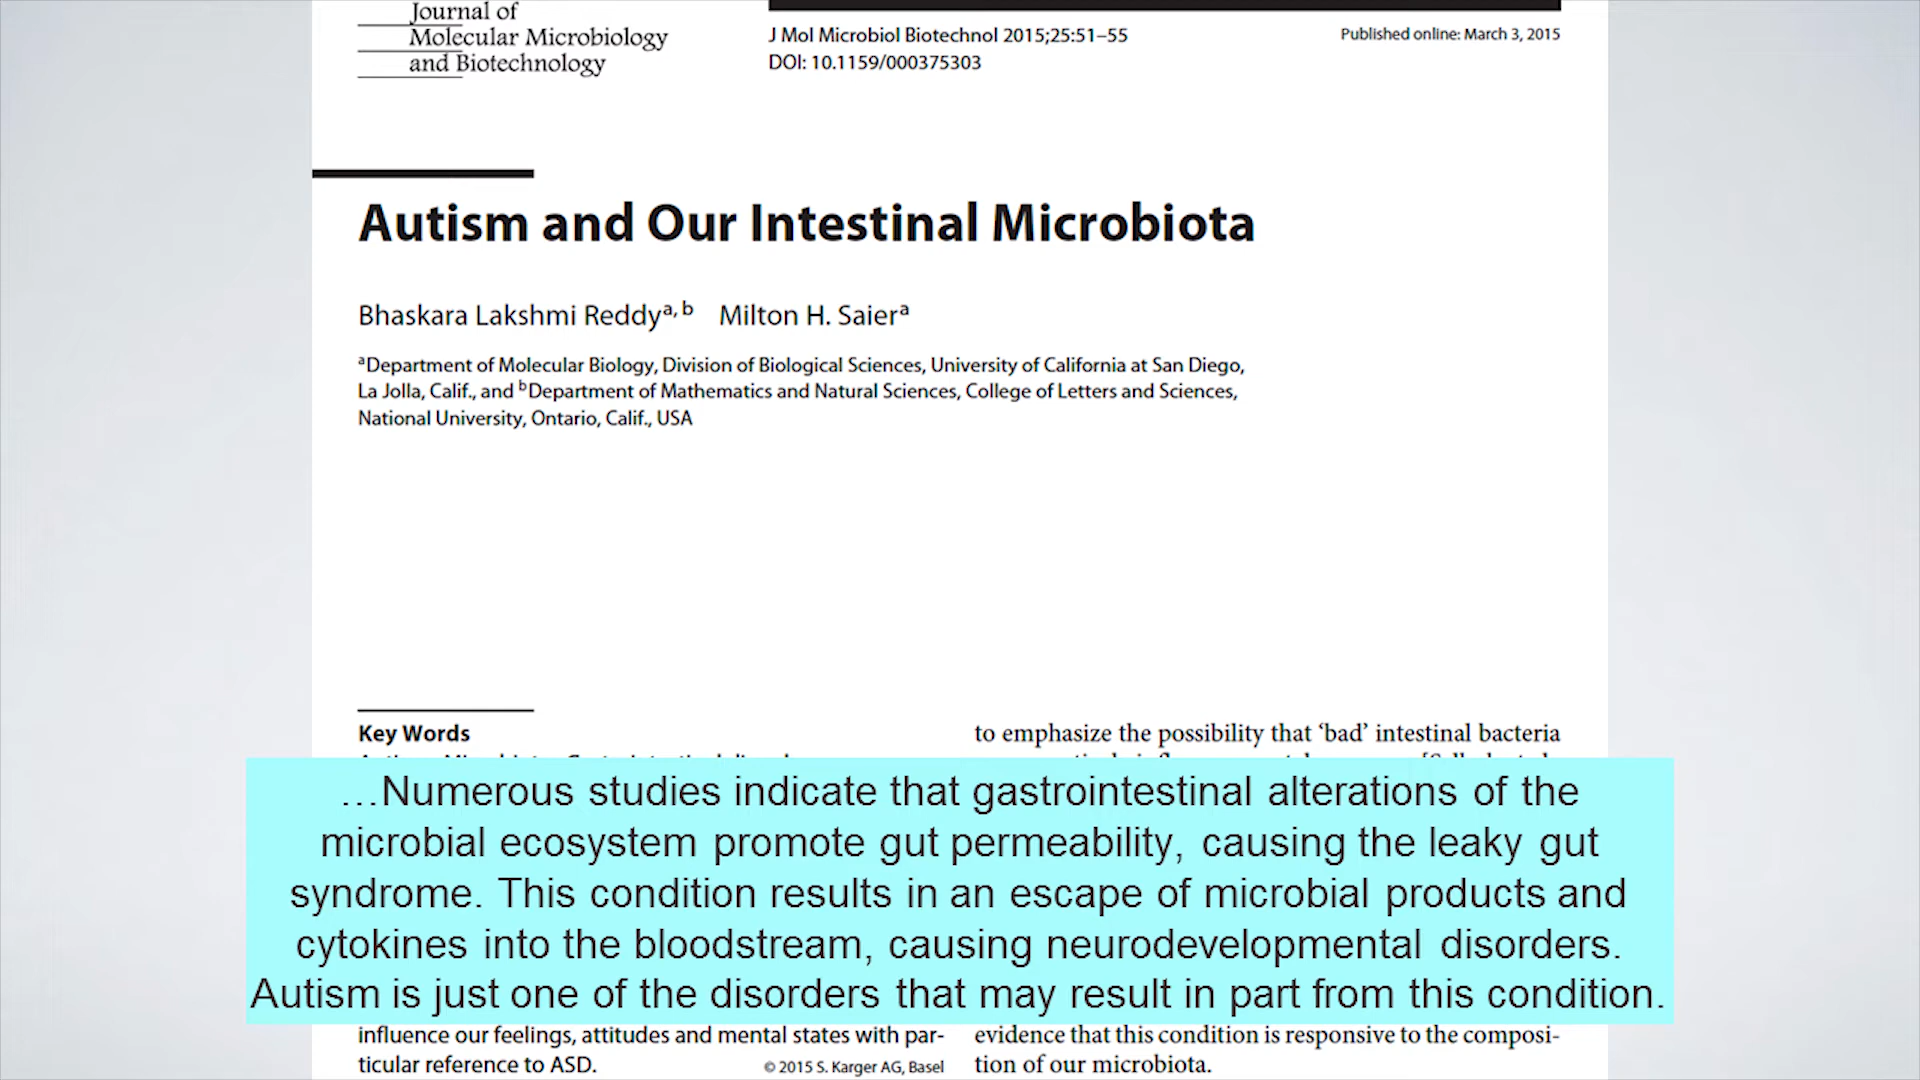 Journal of
Molecular Microbiology
and Biotechnology
J Mol Microbiol Biotechnol 2015;25:51–55
DOI: 10.1159/000375303
Published online: March 3, 2015
Autism and Our Intestinal Microbiota
Bhaskara Lakshmi Reddyᵃ,ᵇ Milton H. Saierᵃ
ᵃDepartment of Molecular Biology, Division of Biological Sciences, University of California at San Diego,
La Jolla, Calif., and ᵇDepartment of Mathematics and Natural Sciences, College of Letters and Sciences,
National University, Ontario, Calif., USA
Key Words
to emphasize the possibility that ‘bad’ intestinal bacteria
…Numerous studies indicate that gastrointestinal alterations of the
microbial ecosystem promote gut permeability, causing the leaky gut
syndrome. This condition results in an escape of microbial products and
cytokines into the bloodstream, causing neurodevelopmental disorders.
Autism is just one of the disorders that may result in part from this condition.
influence our feelings, attitudes and mental states with par-
ticular reference to ASD.
© 2015 S. Karger AG, Basel
evidence that this condition is responsive to the composi-
tion of our microbiota.